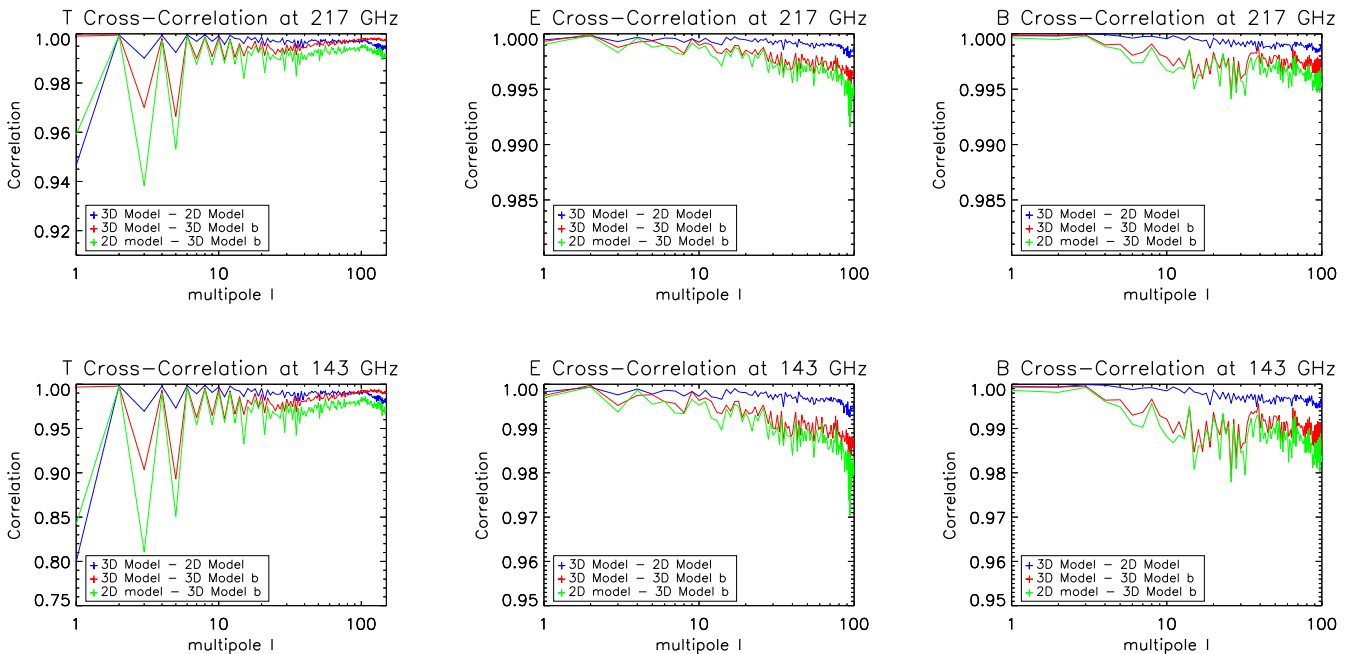 T Cross-Correlation at 217 GHz
1.00
0.98
0.96
0.94
0.92
Correlation
+ 3D Model - 2D Model
+ 3D Model - 3D Model b
+ 2D model - 3D Model b
1 10 100
multipole l
E Cross-Correlation at 217 GHz
1.000
0.995
0.990
0.985
Correlation
+ 3D Model - 2D Model
+ 3D Model - 3D Model b
+ 2D model - 3D Model b
1 10 100
multipole l
B Cross-Correlation at 217 GHz
1.000
0.995
0.990
0.985
Correlation
+ 3D Model - 2D Model
+ 3D Model - 3D Model b
+ 2D model - 3D Model b
1 10 100
multipole l
T Cross-Correlation at 143 GHz
1.00
0.95
0.90
0.85
0.80
0.75
Correlation
+ 3D Model - 2D Model
+ 3D Model - 3D Model b
+ 2D model - 3D Model b
1 10 100
multipole l
E Cross-Correlation at 143 GHz
1.00
0.99
0.98
0.97
0.96
0.95
Correlation
+ 3D Model - 2D Model
+ 3D Model - 3D Model b
+ 2D model - 3D Model b
1 10 100
multipole l
B Cross-Correlation at 143 GHz
1.00
0.99
0.98
0.97
0.96
0.95
Correlation
+ 3D Model - 2D Model
+ 3D Model - 3D Model b
+ 2D model - 3D Model b
1 10 100
multipole l